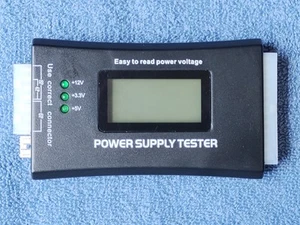 Easy to read power voltage
+12V
+3.3V
+5V
Use correct connector
POWER SUPPLY TESTER